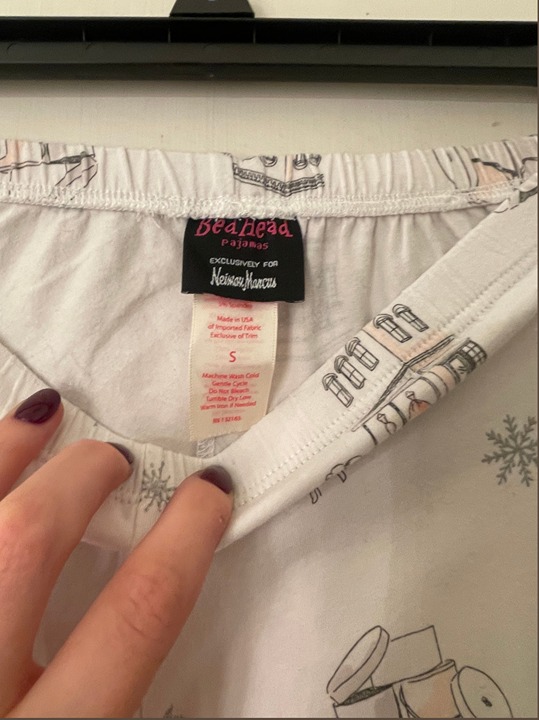 BedHead
Pajamas
EXCLUSIVELY FOR
Neiman Marcus
Made in USA
of Imported Fabric
Exclusive of Trim
S
Machine Wash Cold
Gentle Cycle
Do Not Bleach
Tumble Dry Low
Warm Iron if Needed